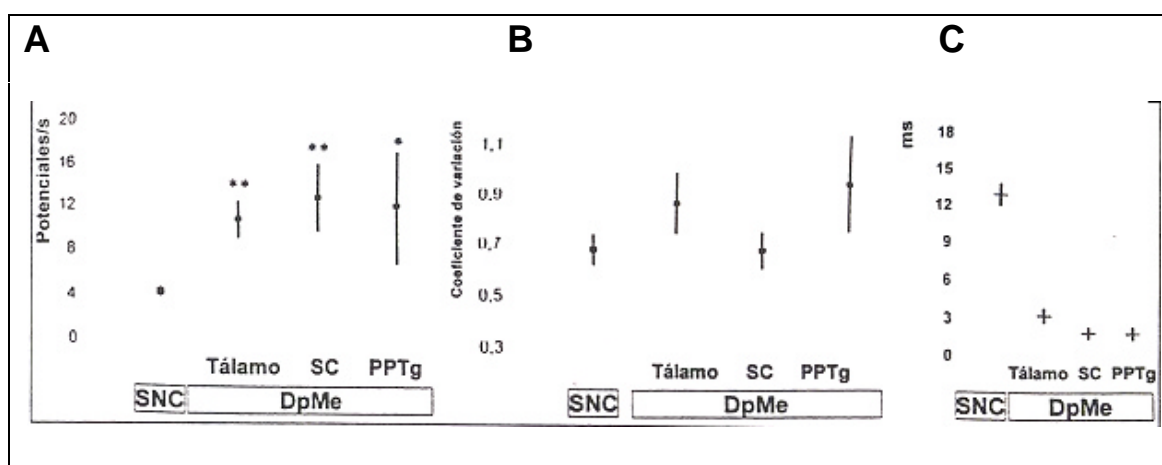 A
B
C
Potenciales/s
20
16
12
8
4
0
**
**
*
Tálamo SC PPTg
SNC DpMe
Coeficiente de variación
1,1
0,9
0,7
0,5
0,3
Tálamo SC PPTg
SNC DpMe
ms
18
15
12
9
6
3
0
Tálamo SC PPTg
SNC DpMe